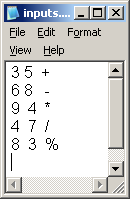 inputs....
File Edit Format
View Help
3 5 +
6 8 -
9 4 *
4 7 /
8 3 %